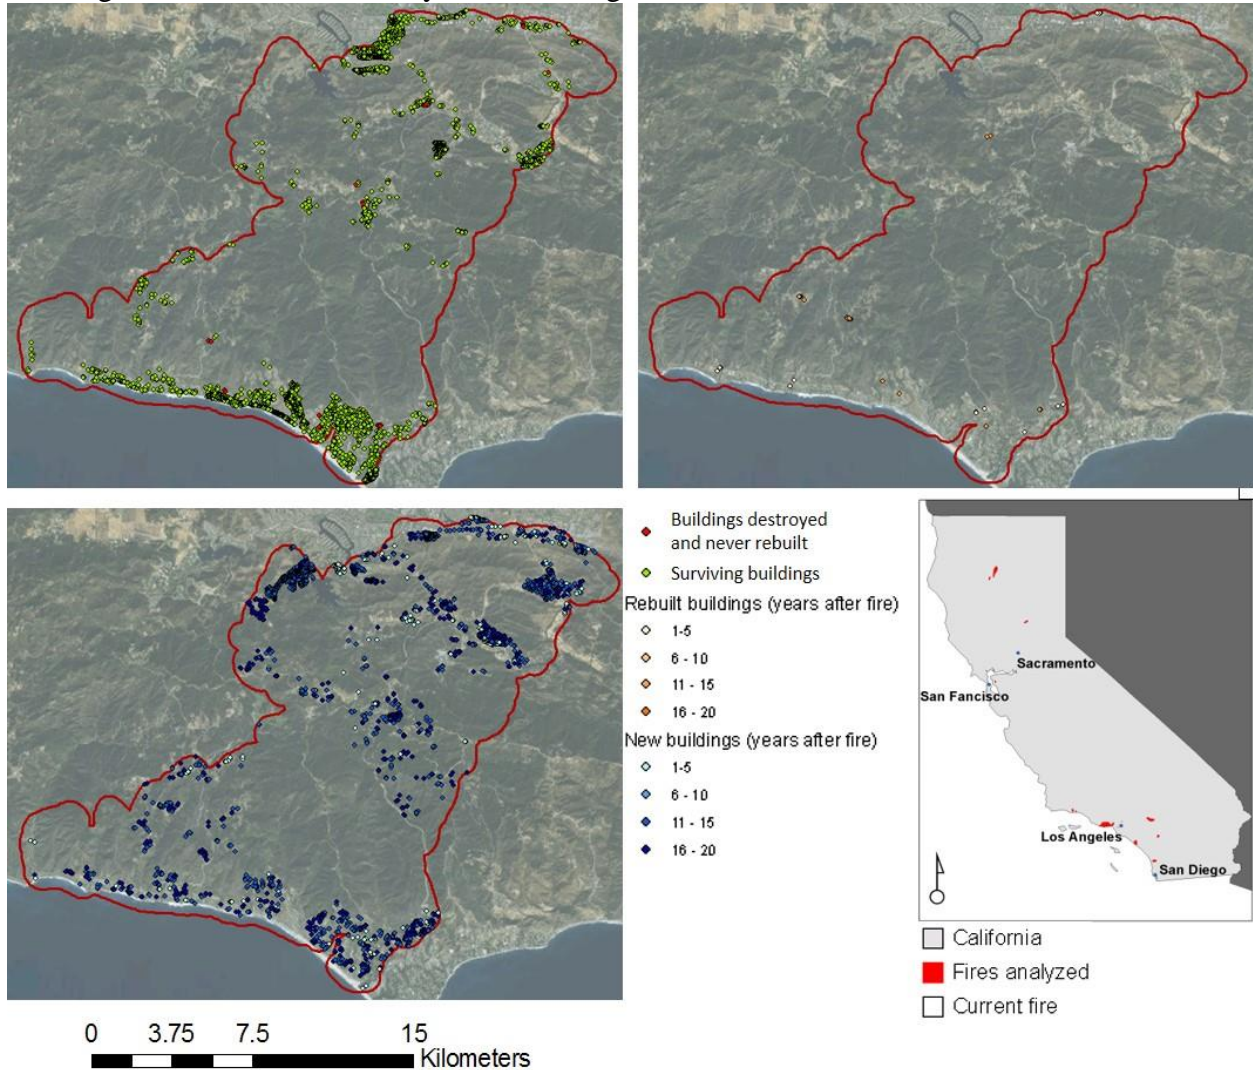 Buildings destroyed
and never rebuilt
Surviving buildings
Rebuilt buildings (years after fire)
1-5
6 - 10
11 - 15
16 - 20
New buildings (years after fire)
1-5
6 - 10
11 - 15
16 - 20
Sacramento
San Fancisco
Los Angeles
San Diego
California
Fires analyzed
Current fire
0 3.75 7.5 15
Kilometers